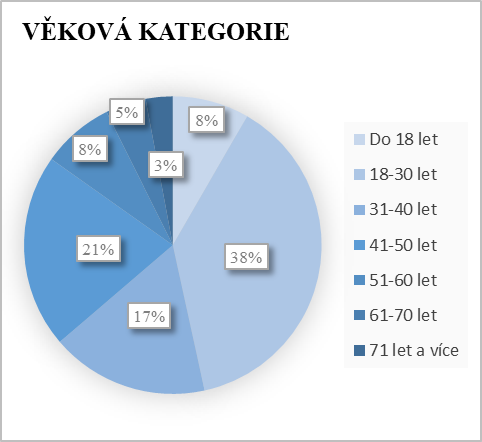 VĚKOVÁ KATEGORIE
5%
8%
8%
3%
21%
38%
17%
Do 18 let
18-30 let
31-40 let
41-50 let
51-60 let
61-70 let
71 let a více